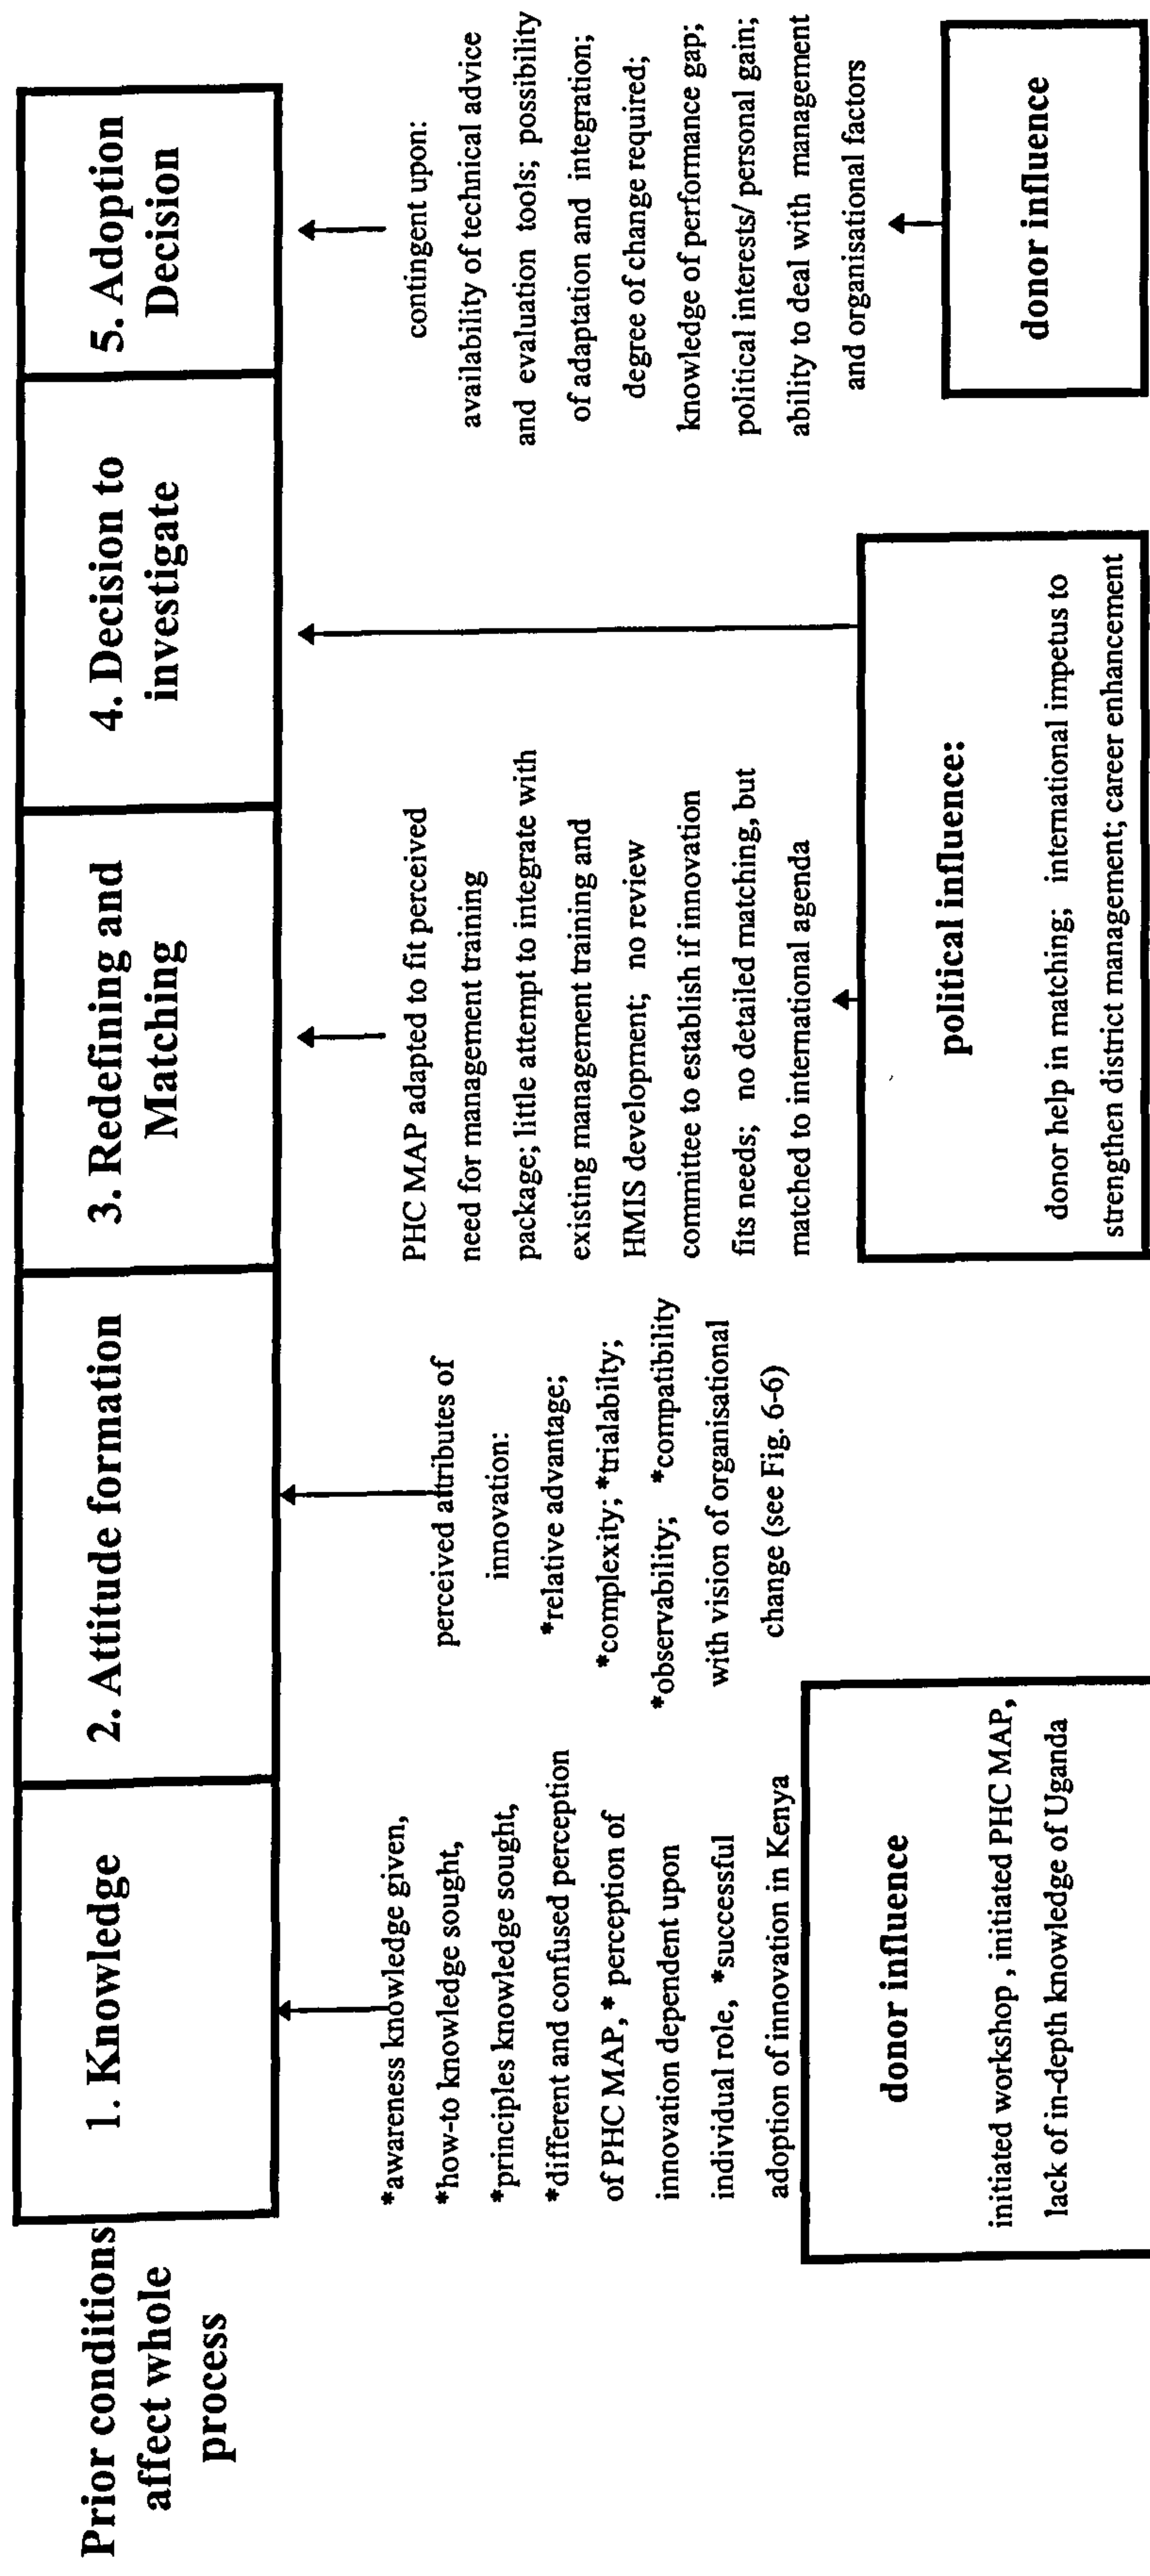 Prior conditions
affect whole
process
1. Knowledge
2. Attitude formation
3. Redefining and
Matching
4. Decision to
investigate
5. Adoption
Decision
*awareness knowledge given,
*how-to knowledge sought,
*principles knowledge sought,
*different and confused perception
of PHC MAP, * perception of
innovation dependent upon
individual role, *successful
adoption of innovation in Kenya
donor influence
initiated workshop , initiated PHC MAP,
lack of in-depth knowledge of Uganda
perceived attributes of
innovation:
*relative advantage;
*complexity; *trialabilty;
*observability; *compatibility
with vision of organisational
change (see Fig. 6-6)
PHC MAP adapted to fit perceived
need for management training
package; little attempt to integrate with
existing management training and
HMIS development; no review
committee to establish if innovation
fits needs; no detailed matching, but
matched to international agenda
political influence:
donor help in matching; international impetus to
strengthen district management; career enhancement
contingent upon:
availability of technical advice
and evaluation tools; possibility
of adaptation and integration;
degree of change required;
knowledge of performance gap;
political interests/ personal gain;
ability to deal with management
and organisational factors
donor influence